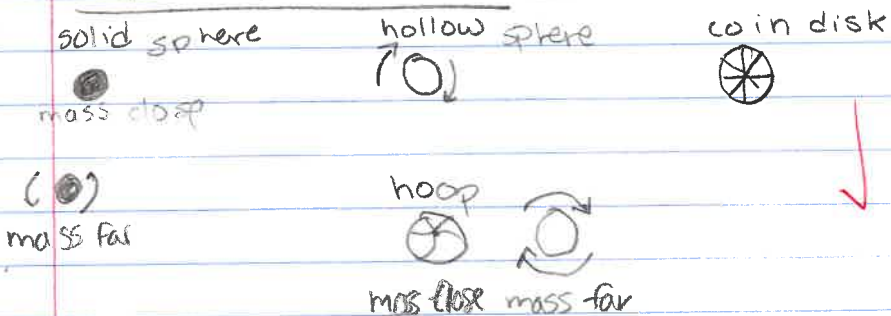 solid sphere hollow sphere coin disk
mass close
hoop
mass far
mass close mass far